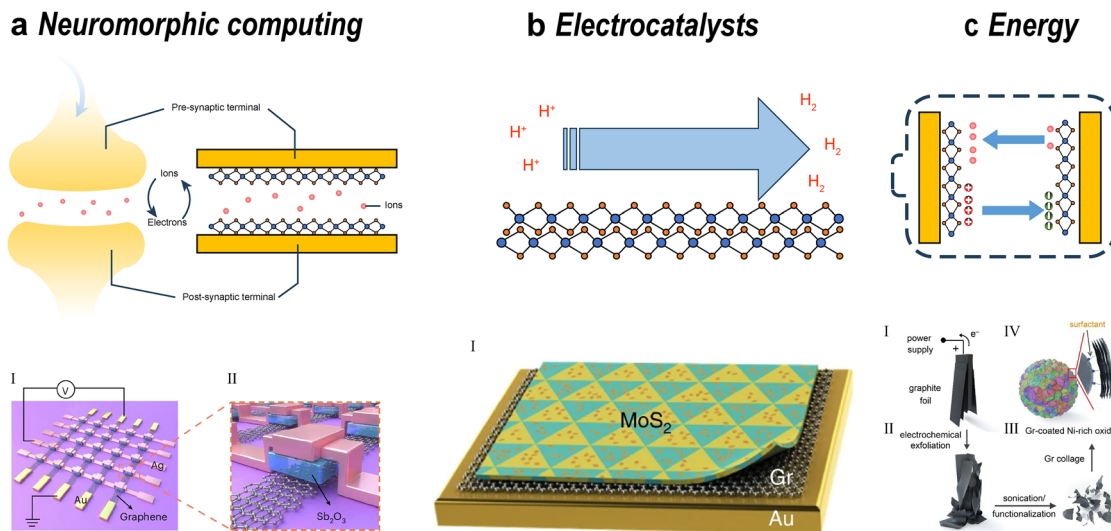 a Neuromorphic computing
Pre-synaptic terminal
Ions
Electrons
Ions
Post-synaptic terminal
I
V
Ag
Au
Graphene
II
Sb₂O₃
b Electrocatalysts
H⁺
H⁺
H⁺
H₂
H₂
H₂
I
MoS₂
Gr
Au
c Energy
I
power
supply
e⁻
+
graphite
foil
II
electrochemical
exfoliation
sonication/
functionalization
III
Gr collage
IV
surfactant
Gr-coated Ni-rich oxid